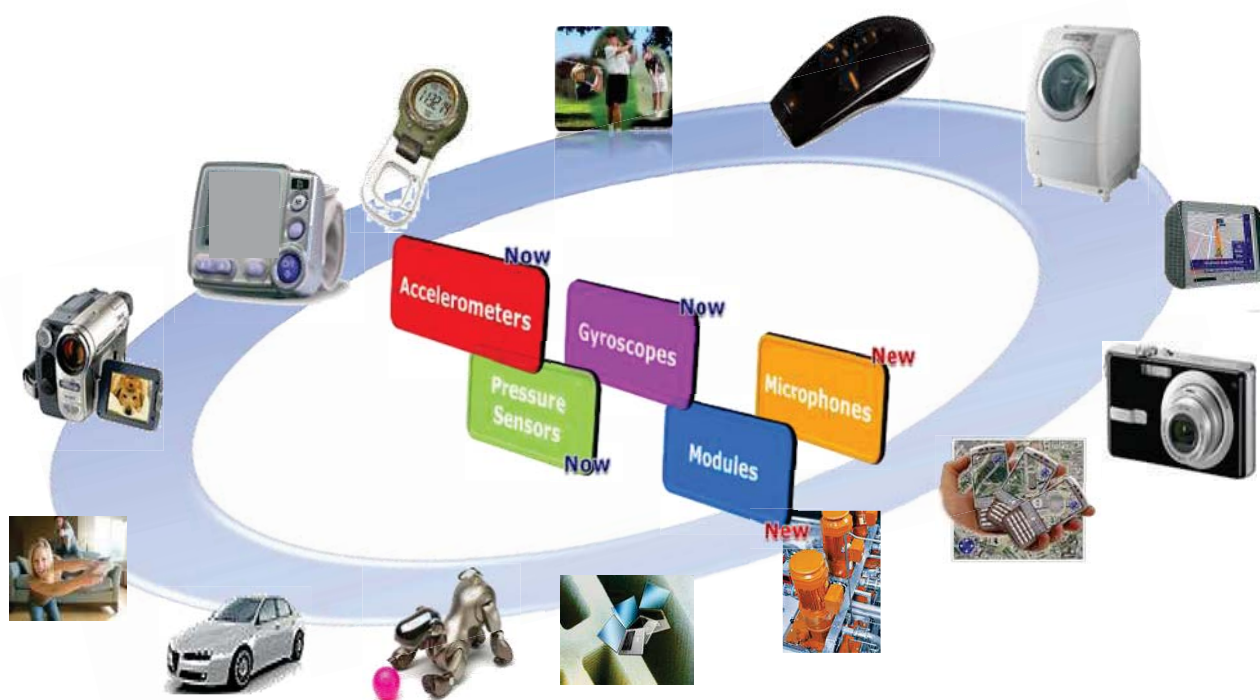 Now
Accelerometers
Now
Gyroscopes
New
Microphones
Pressure
Sensors
Now
Modules
New